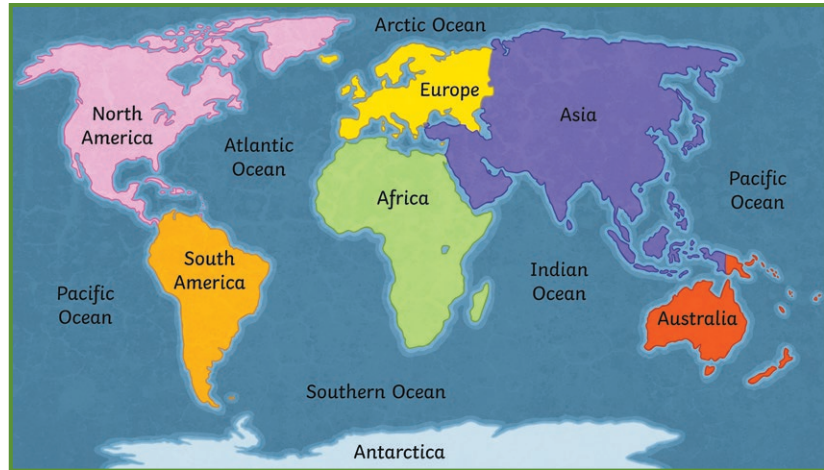 Arctic Ocean
North
America
Europe
Asia
Atlantic
Ocean
Africa
Pacific
Ocean
South
America
Indian
Ocean
Pacific
Ocean
Australia
Southern Ocean
Antarctica